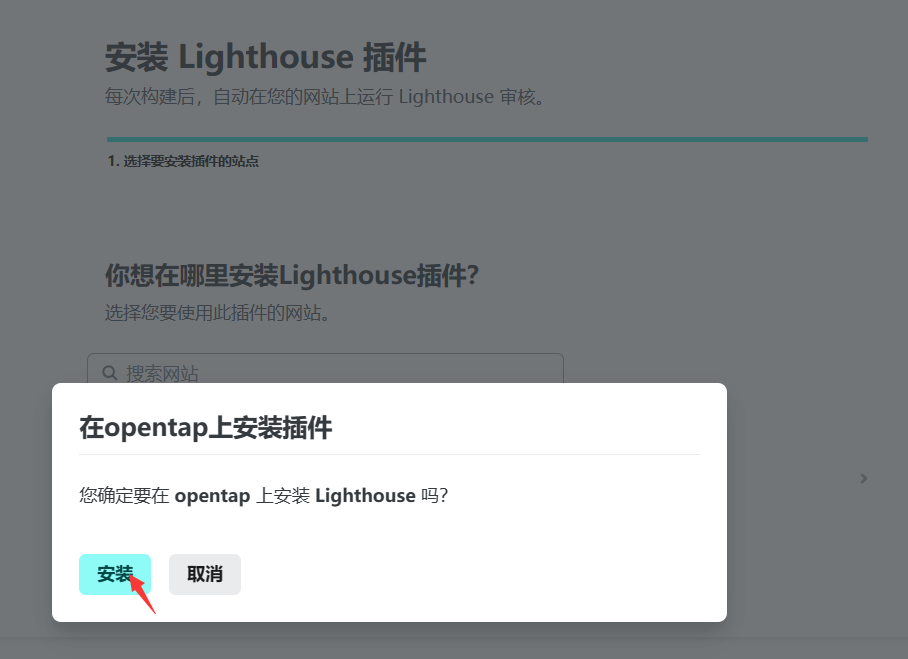 安装 Lighthouse 插件
每次构建后，自动在您的网站上运行 Lighthouse 审核。
1. 选择要安装插件的站点
你想在哪里安装Lighthouse插件？
选择您要使用此插件的网站。
搜索网站
在opentap上安装插件
您确定要在 opentap 上安装 Lighthouse 吗？
安装
取消